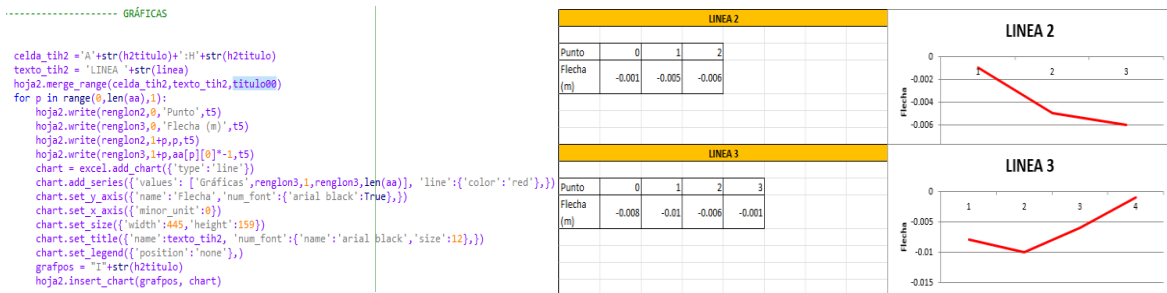 ------------------- GRÁFICAS
celda_tih2 ='A'+str(h2titulo)+':H'+str(h2titulo)
texto_tih2 = 'LINEA '+str(linea)
hoja2.merge_range(celda_tih2,texto_tih2,titulo00)
for p in range(0,len(aa),1):
    hoja2.write(renglon2,0,'Punto',t5)
    hoja2.write(renglon3,0,'Flecha (m)',t5)
    hoja2.write(renglon2,1+p,p,t5)
    hoja2.write(renglon3,1+p,aa[p][0]*-1,t5)
    chart = excel.add_chart({'type':'line'})
    chart.add_series({'values': ['Gráficas',renglon3,1,renglon3,len(aa)], 'line':{'color':'red'},})
    chart.set_y_axis({'name':'Flecha','num_font':{'arial black':True},})
    chart.set_x_axis({'minor_unit':0})
    chart.set_size({'width':445,'height':159})
    chart.set_title({'name':texto_tih2, 'num_font':{'name':'arial black','size':12},})
    chart.set_legend({'position':'none'},)
    grafpos = "I"+str(h2titulo)
    hoja2.insert_chart(grafpos, chart)
LINEA 2
Punto 0 1 2
Flecha
(m) -0.001 -0.005 -0.006
LINEA 2
0
-0.002
-0.004
-0.006
Flecha
1 2 3
LINEA 3
Punto 0 1 2 3
Flecha
(m) -0.008 -0.01 -0.006 -0.001
LINEA 3
0
-0.005
-0.01
-0.015
Flecha
1 2 3 4